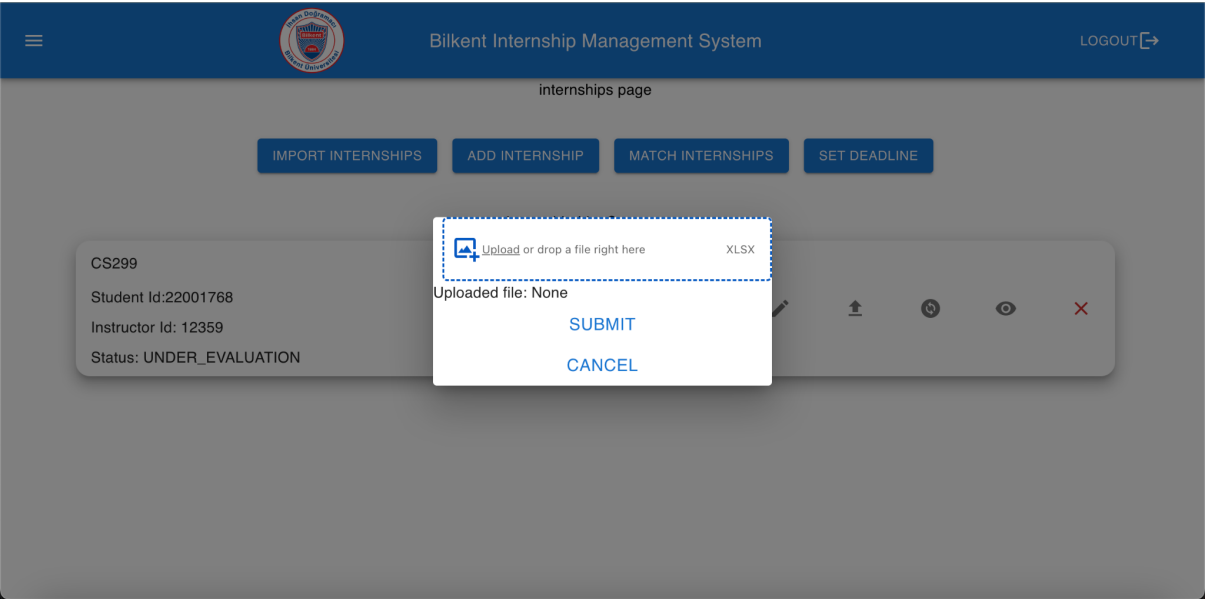 Bilkent Internship Management System
LOGOUT
internships page
IMPORT INTERNSHIPS
ADD INTERNSHIP
MATCH INTERNSHIPS
SET DEADLINE
Upload or drop a file right here
XLSX
Uploaded file: None
SUBMIT
CANCEL
CS299
Student Id:22001768
Instructor Id: 12359
Status: UNDER_EVALUATION